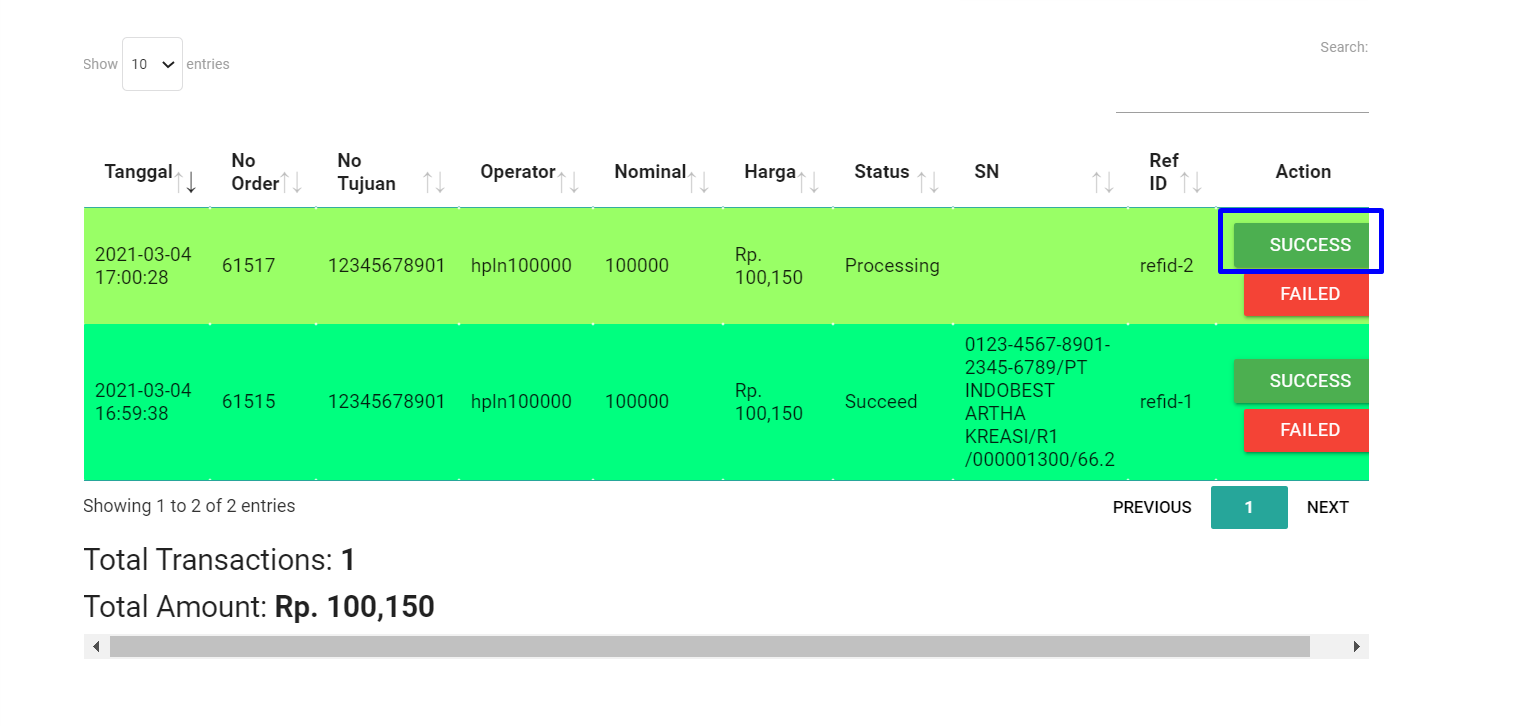 Show 10 entries
Search:
Tanggal No Order No Tujuan Operator Nominal Harga Status SN Ref ID Action
2021-03-04 17:00:28 61517 12345678901 hpln100000 100000 Rp. 100,150 Processing refid-2 SUCCESS
FAILED
2021-03-04 16:59:38 61515 12345678901 hpln100000 100000 Rp. 100,150 Succeed 0123-4567-8901-2345-6789/PT INDOBEST ARTHA KREASI/R1 /000001300/66.2 refid-1 SUCCESS
FAILED
Showing 1 to 2 of 2 entries
PREVIOUS 1 NEXT
Total Transactions: 1
Total Amount: Rp. 100,150